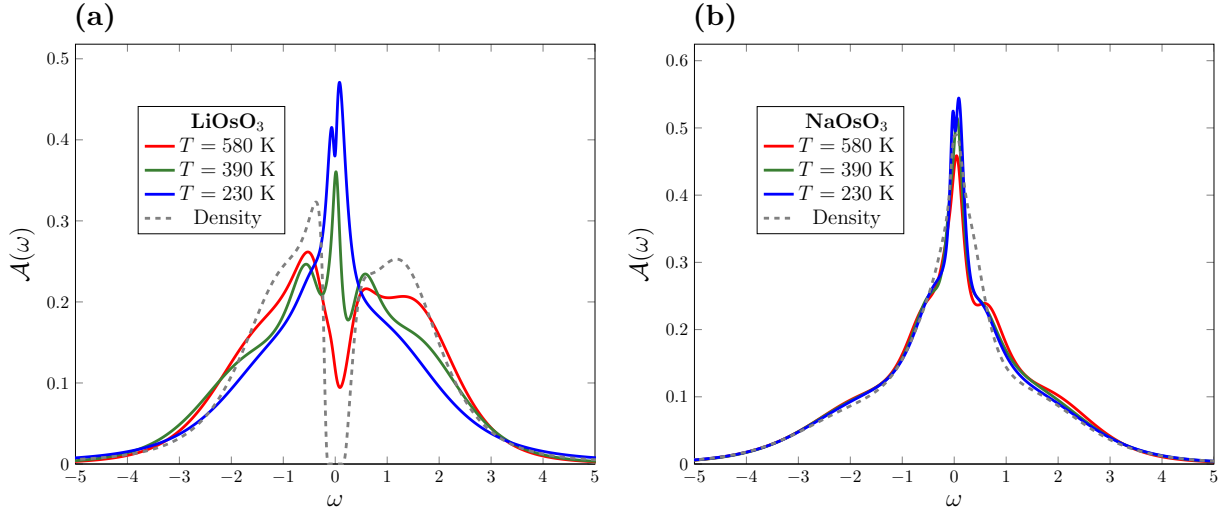 (a)
0.5
0.4
0.3
0.2
0.1
0
𝒜(ω)
LiOsO₃
T = 580 K
T = 390 K
T = 230 K
Density
−5 −4 −3 −2 −1 0 1 2 3 4 5
ω
(b)
0.6
0.5
0.4
0.3
0.2
0.1
0
𝒜(ω)
NaOsO₃
T = 580 K
T = 390 K
T = 230 K
Density
−5 −4 −3 −2 −1 0 1 2 3 4 5
ω